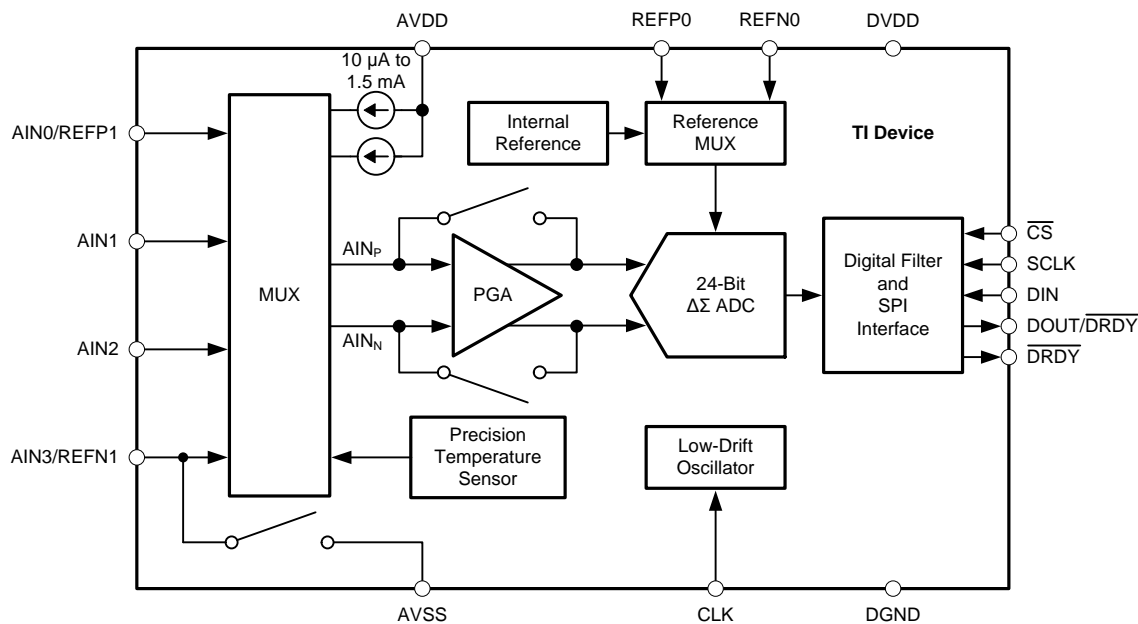 AVDD
REFP0
REFN0
DVDD
10 µA to
1.5 mA
AIN0/REFP1
Internal
Reference
Reference
MUX
TI Device
AIN1
AINP
MUX
PGA
24-Bit
ΔΣ ADC
Digital Filter
and
SPI
Interface
CS
SCLK
DIN
DOUT/DRDY
DRDY
AINN
AIN2
AIN3/REFN1
Precision
Temperature
Sensor
Low-Drift
Oscillator
AVSS
CLK
DGND